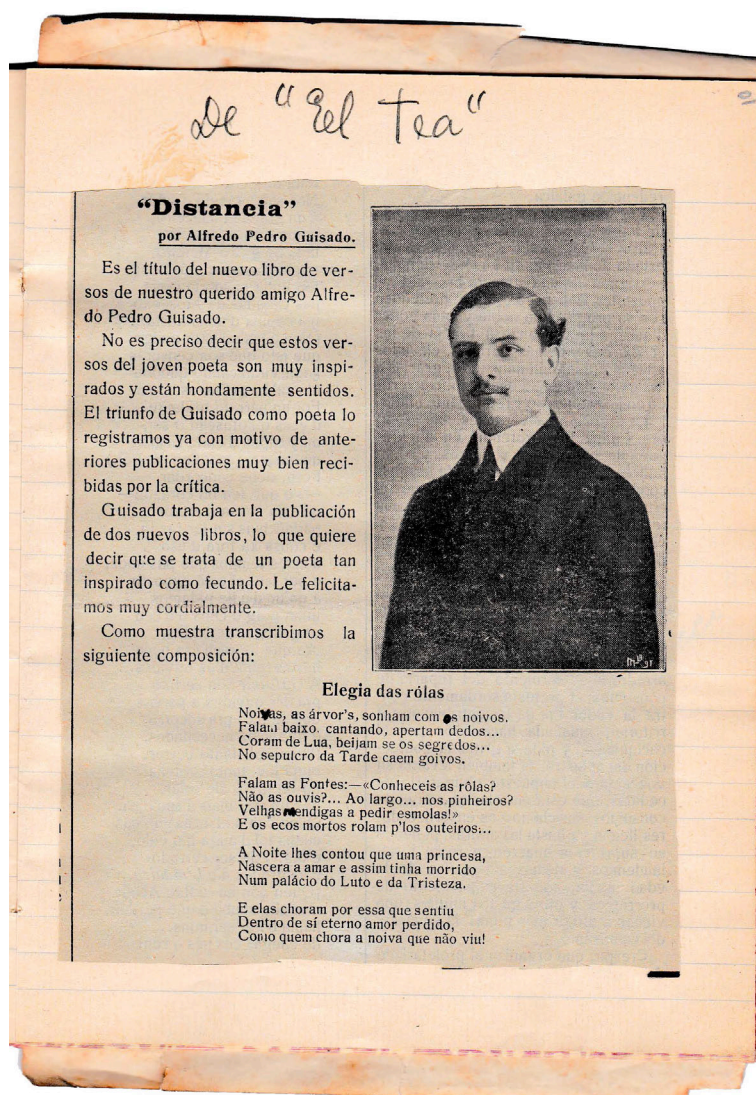 De "El Tea"
“Distancia”
por Alfredo Pedro Guisado.
Es el título del nuevo libro de ver-
sos de nuestro querido amigo Alfre-
do Pedro Guisado.
No es preciso decir que estos ver-
sos del joven poeta son muy inspi-
rados y están hondamente sentidos.
El triunfo de Guisado como poeta lo
registramos ya con motivo de ante-
riores publicaciones muy bien reci-
bidas por la crítica.
Guisado trabaja en la publicación
de dos nuevos libros, lo que quiere
decir que se trata de un poeta tan
inspirado como fecundo. Le felicita-
mos muy cordialmente.
Como muestra transcribimos la
siguiente composición:
Elegia das rólas
Noivas, as árvor's, sonham com os noivos.
Falam baixo. cantando, apertam dedos...
Coram de Lua, beijam se os segredos...
No sepulcro da Tarde caem goivos.
Falam as Fontes:—«Conheceis as rôlas?
Não as ouvis?... Ao largo... nos pinheiros?
Velhas mendigas a pedir esmolas!»
E os ecos mortos rolam p'los outeiros...
A Noite lhes contou que uma princesa,
Nascera a amar e assim tinha morrido
Num palácio do Luto e da Tristeza.
E elas choram por essa que sentiu
Dentro de sí eterno amor perdido,
Como quem chora a noiva que não viu!